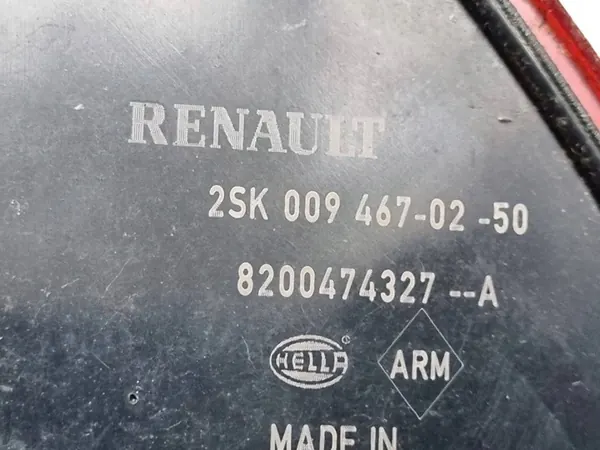 RENAULT
2SK 009 467-02-50
8200474327--A
HELLA ARM
MADE IN